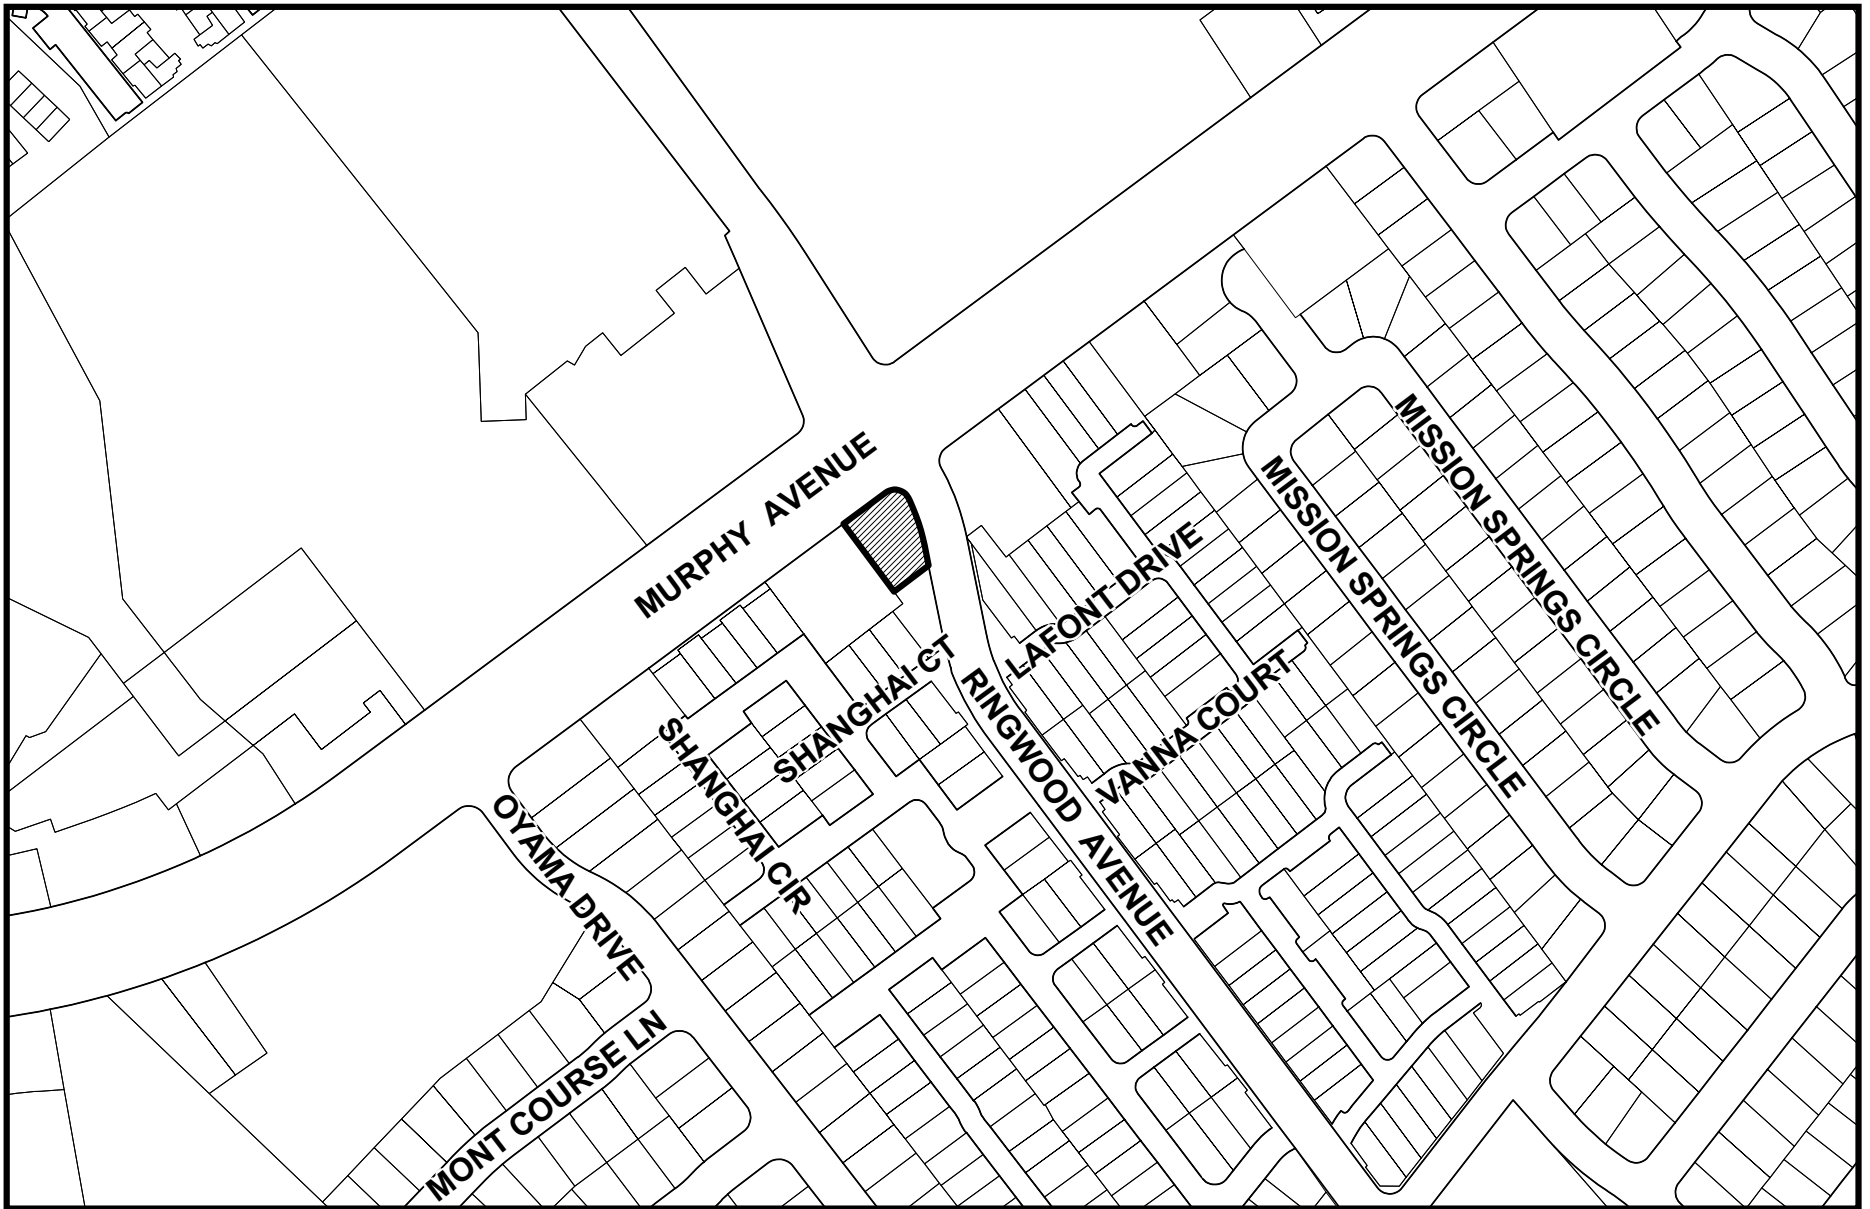 MURPHY AVENUE
MISSION SPRINGS CIRCLE
MISSION SPRINGS CIRCLE
LAFONT DRIVE
SHANGHAI CT
VANNA COURT
RINGWOOD AVENUE
SHANGHAI CIR
OYAMA DRIVE
MONT COURSE LN